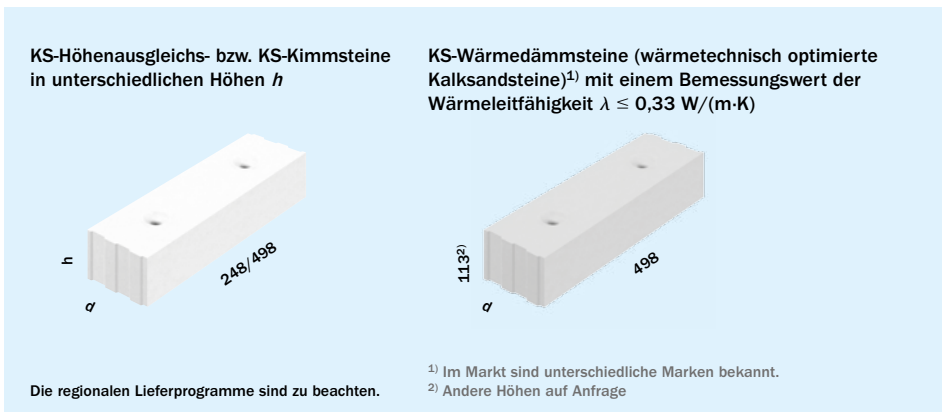 KS-Höhenausgleichs- bzw. KS-Kimmsteine
in unterschiedlichen Höhen h
h
d
248/498
Die regionalen Lieferprogramme sind zu beachten.
KS-Wärmedämmsteine (wärmetechnisch optimierte
Kalksandsteine)¹⁾ mit einem Bemessungswert der
Wärmeleitfähigkeit λ ≤ 0,33 W/(m·K)
113²⁾
d
498
¹⁾ Im Markt sind unterschiedliche Marken bekannt.
²⁾ Andere Höhen auf Anfrage